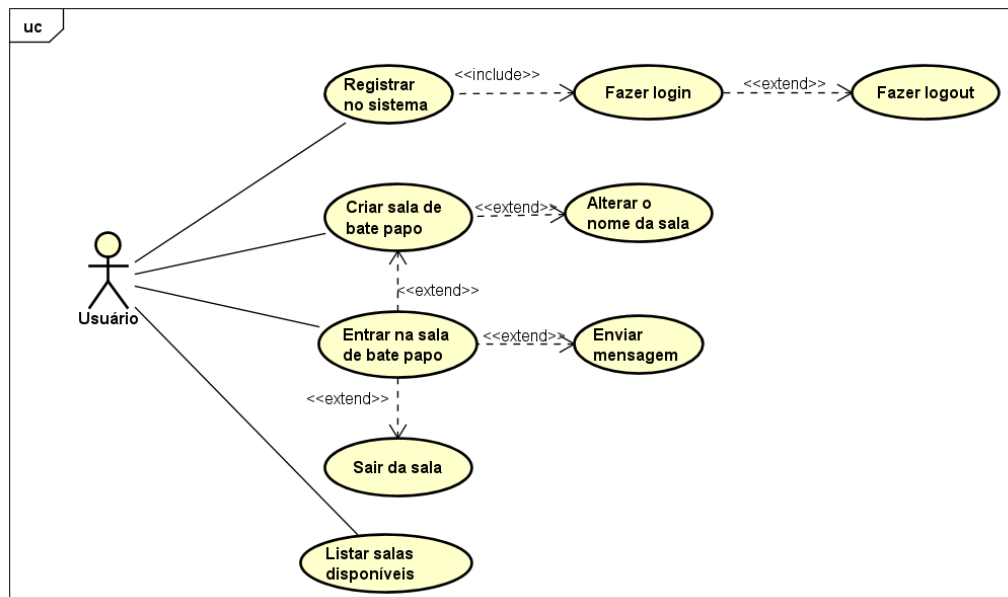 uc
Registrar
no sistema
<<include>>
Fazer login
<<extend>>
Fazer logout
Criar sala de
bate papo
<<extend>>
Alterar o
nome da sala
Usuário
<<extend>>
Entrar na sala
de bate papo
<<extend>>
Enviar
mensagem
<<extend>>
Sair da sala
Listar salas
disponíveis